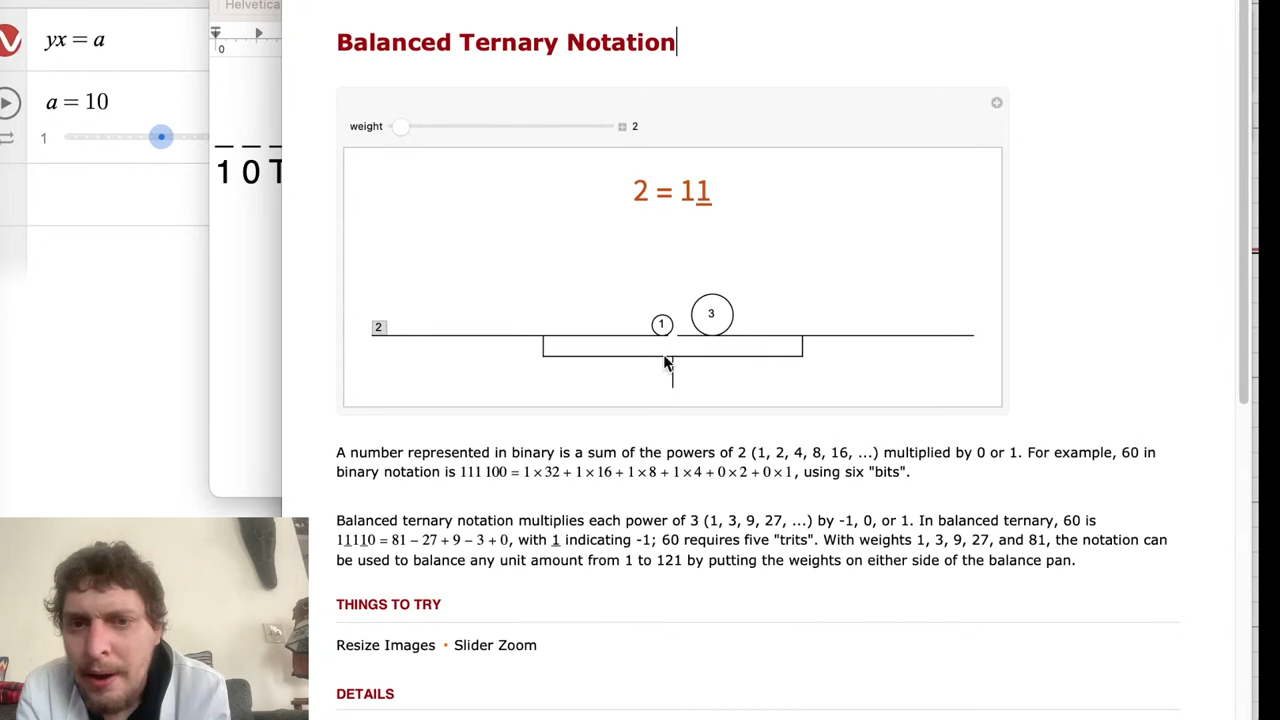 Helvetica
yx = a
a = 10
1
0
1 0 T
Balanced Ternary Notation
weight 2
2 = 11
2 1 3
A number represented in binary is a sum of the powers of 2 (1, 2, 4, 8, 16, ...) multiplied by 0 or 1. For example, 60 in
binary notation is 111 100 = 1 × 32 + 1 × 16 + 1 × 8 + 1 × 4 + 0 × 2 + 0 × 1, using six "bits".
Balanced ternary notation multiplies each power of 3 (1, 3, 9, 27, ...) by -1, 0, or 1. In balanced ternary, 60 is
11110 = 81 − 27 + 9 − 3 + 0, with 1 indicating -1; 60 requires five "trits". With weights 1, 3, 9, 27, and 81, the notation can
be used to balance any unit amount from 1 to 121 by putting the weights on either side of the balance pan.
THINGS TO TRY
Resize Images ▪ Slider Zoom
DETAILS